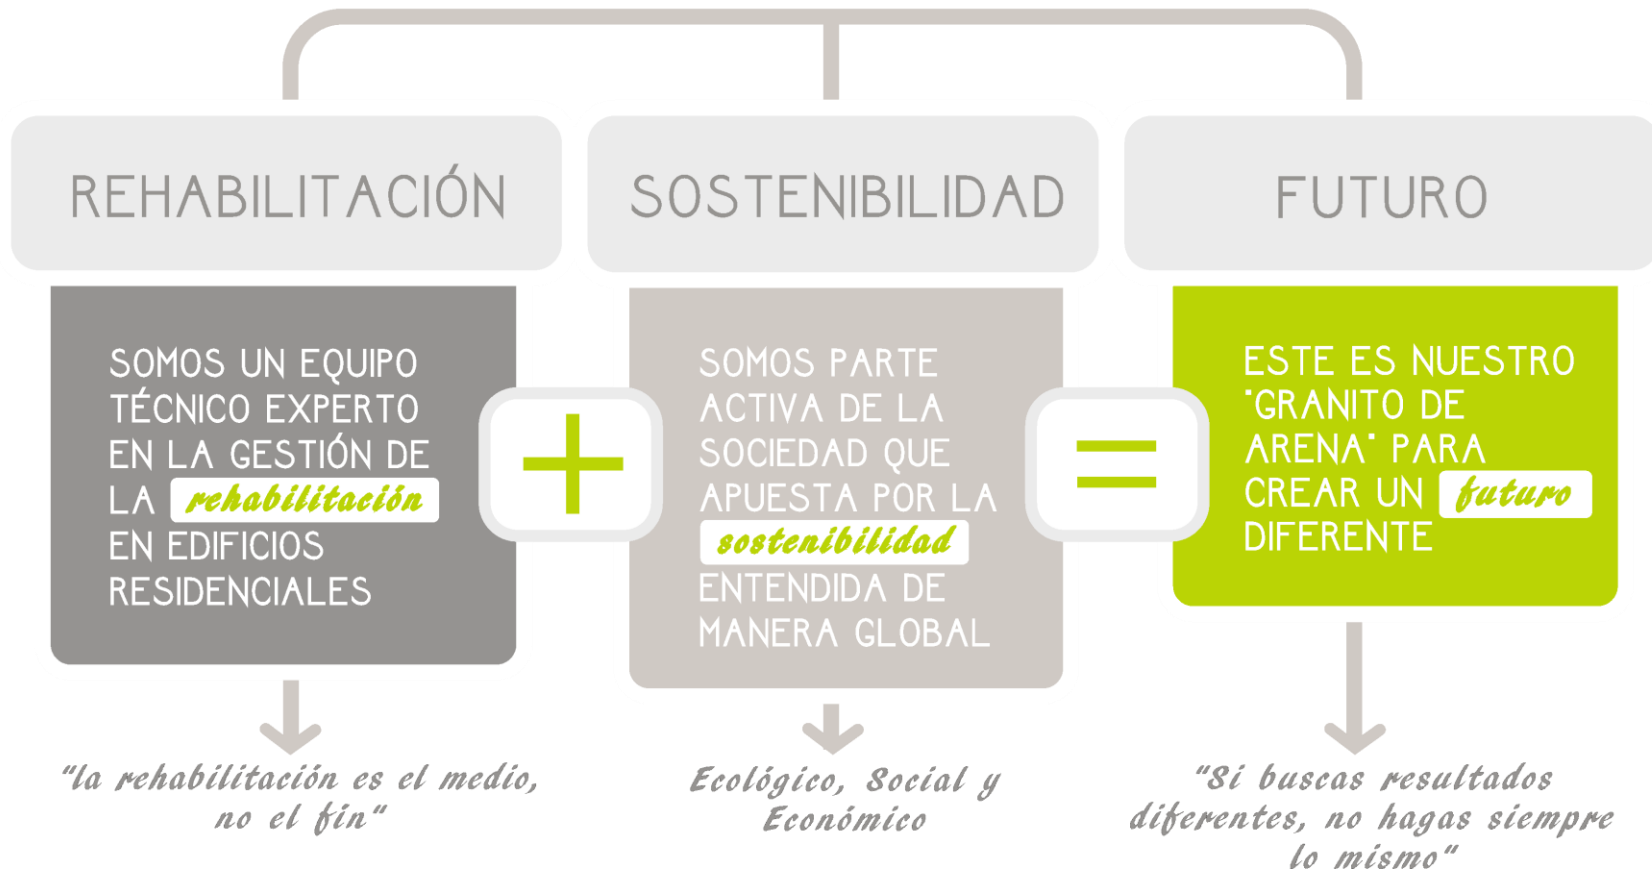 REHABILITACIÓN
SOMOS UN EQUIPO
TÉCNICO EXPERTO
EN LA GESTIÓN DE
LA rehabilitación
EN EDIFICIOS
RESIDENCIALES
"la rehabilitación es el medio,
no el fin"
+
SOSTENIBILIDAD
SOMOS PARTE
ACTIVA DE LA
SOCIEDAD QUE
APUESTA POR LA
sostenibilidad
ENTENDIDA DE
MANERA GLOBAL
Ecológico, Social y
Económico
=
FUTURO
ESTE ES NUESTRO
"GRANITO DE
ARENA" PARA
CREAR UN futuro
DIFERENTE
"Si buscas resultados
diferentes, no hagas siempre
lo mismo"